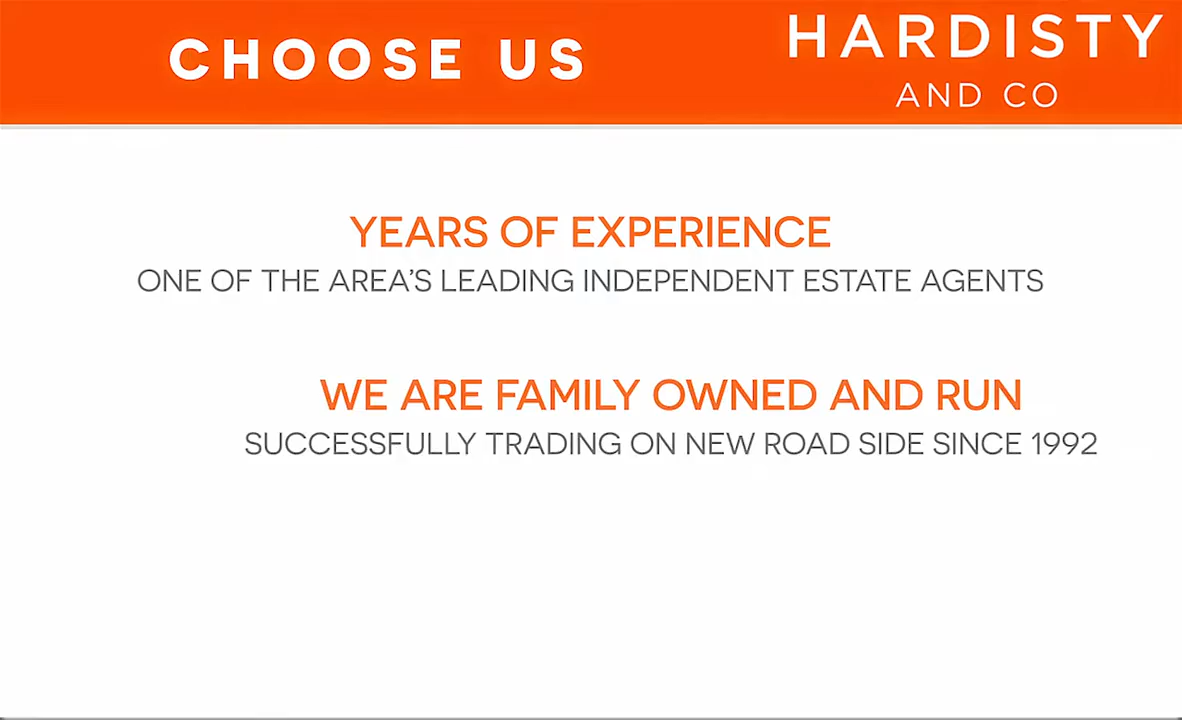 CHOOSE US
HARDISTY
AND CO
YEARS OF EXPERIENCE
ONE OF THE AREA'S LEADING INDEPENDENT ESTATE AGENTS
WE ARE FAMILY OWNED AND RUN
SUCCESSFULLY TRADING ON NEW ROAD SIDE SINCE 1992